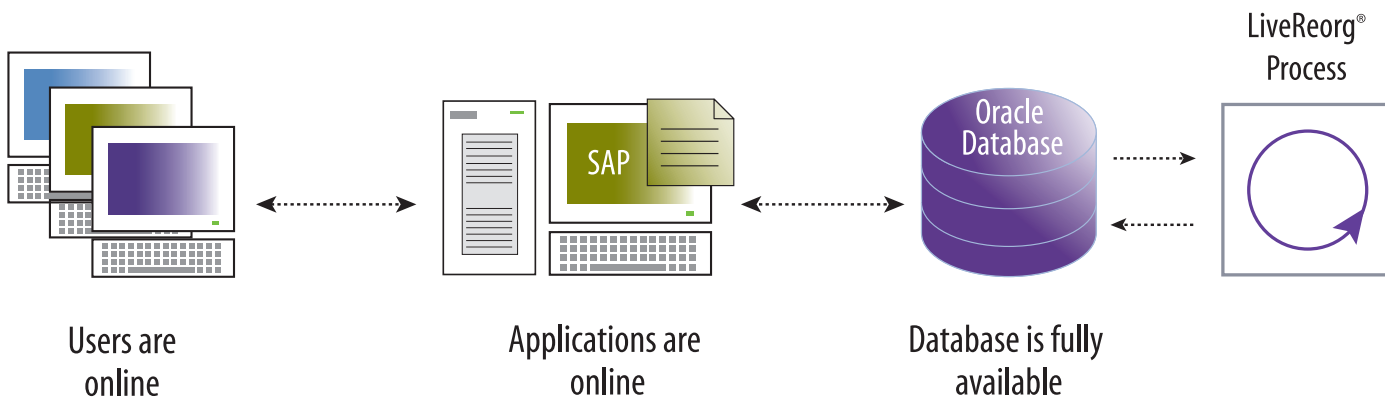 LiveReorg®
Process
Oracle
Database
SAP
Users are
online
Applications are
online
Database is fully
available